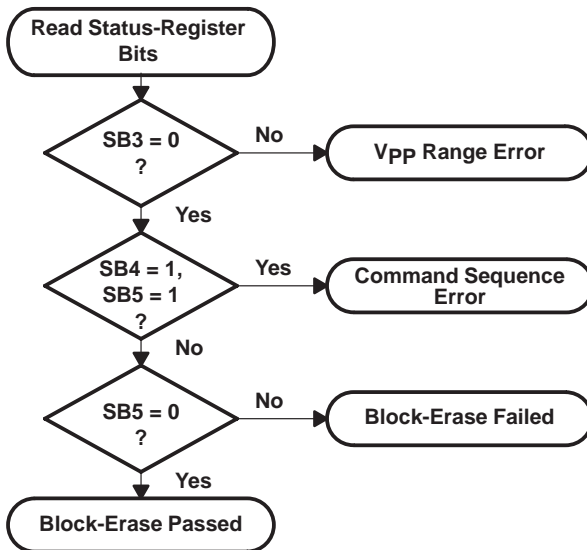 Read Status-Register
Bits
SB3 = 0
?
No
VPP Range Error
Yes
SB4 = 1,
SB5 = 1
?
Yes
Command Sequence
Error
No
SB5 = 0
?
No
Block-Erase Failed
Yes
Block-Erase Passed